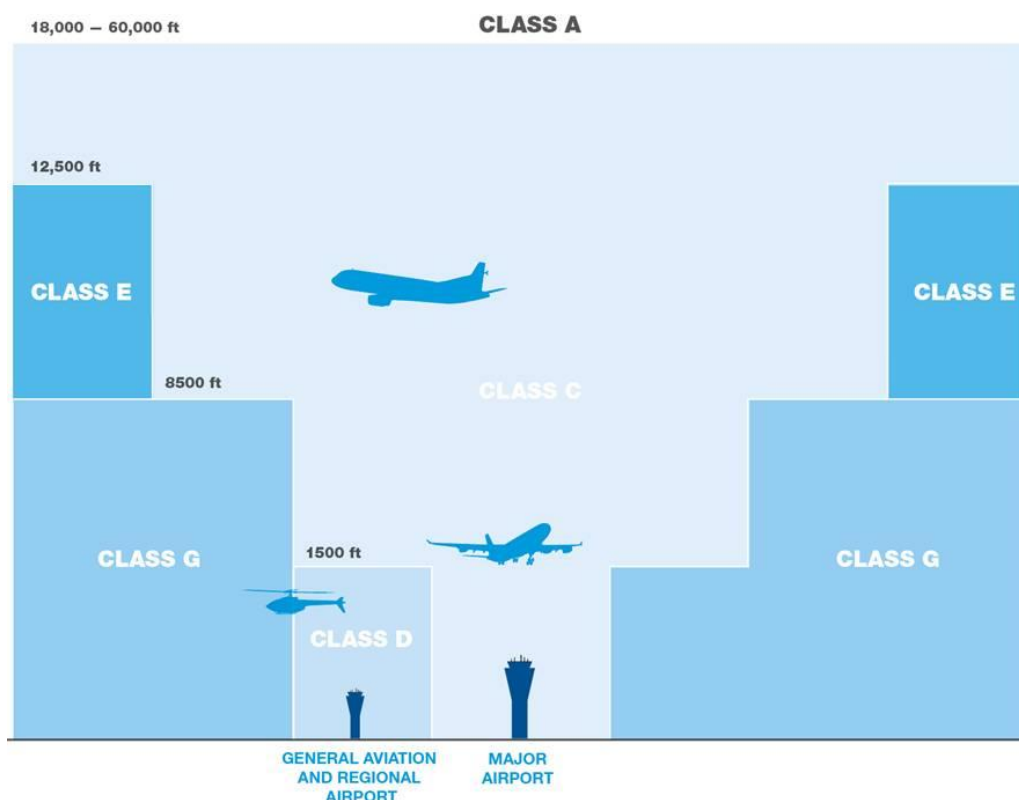 18,000 – 60,000 ft
CLASS A
12,500 ft
CLASS E
CLASS E
8500 ft
CLASS C
1500 ft
CLASS G
CLASS G
CLASS D
GENERAL AVIATION
AND REGIONAL
AIRPORT
MAJOR
AIRPORT